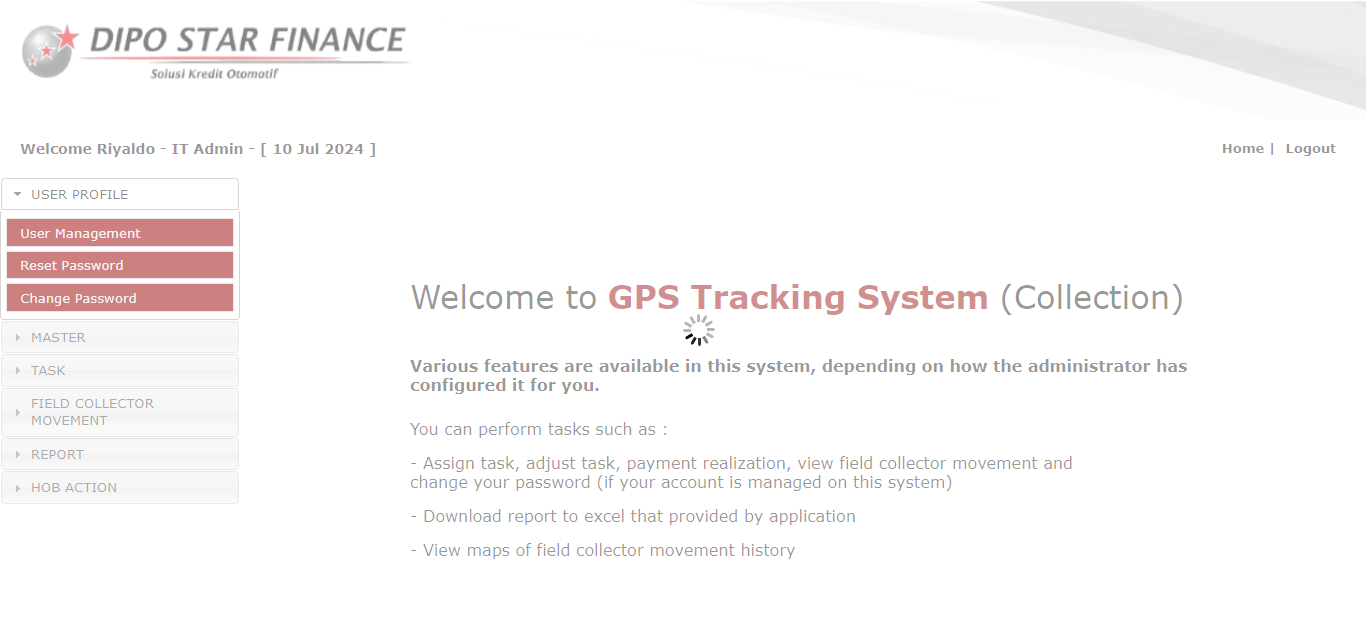 DIPO STAR FINANCE
Solusi Kredit Otomotif
Welcome Riyaldo - IT Admin - [ 10 Jul 2024 ]
Home | Logout
USER PROFILE
User Management
Reset Password
Change Password
MASTER
TASK
FIELD COLLECTOR
MOVEMENT
REPORT
HOB ACTION
Welcome to GPS Tracking System (Collection)
Various features are available in this system, depending on how the administrator has
configured it for you.
You can perform tasks such as :
- Assign task, adjust task, payment realization, view field collector movement and
change your password (if your account is managed on this system)
- Download report to excel that provided by application
- View maps of field collector movement history